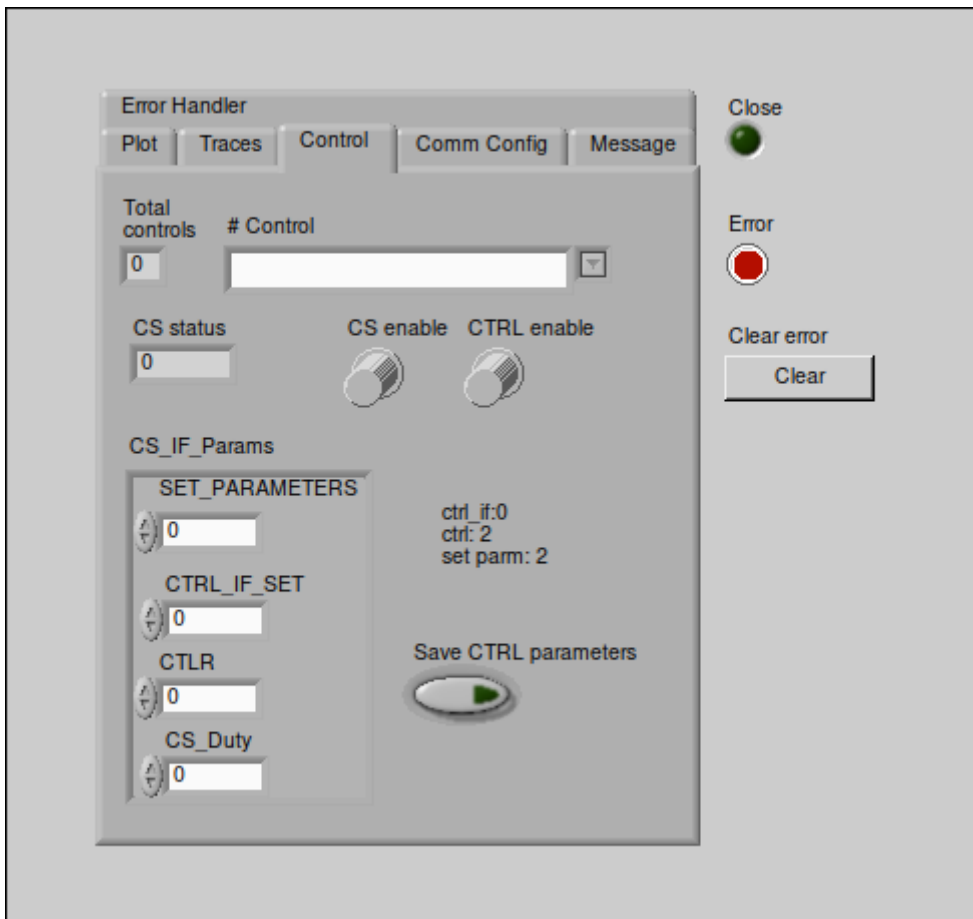 Error Handler
Plot
Traces
Control
Comm Config
Message
Close
Total
controls
# Control
0
Error
CS status
0
CS enable
CTRL enable
Clear error
Clear
CS_IF_Params
SET_PARAMETERS
0
CTRL_IF_SET
0
CTLR
0
CS_Duty
0
ctrl_if:0
ctrl: 2
set parm: 2
Save CTRL parameters